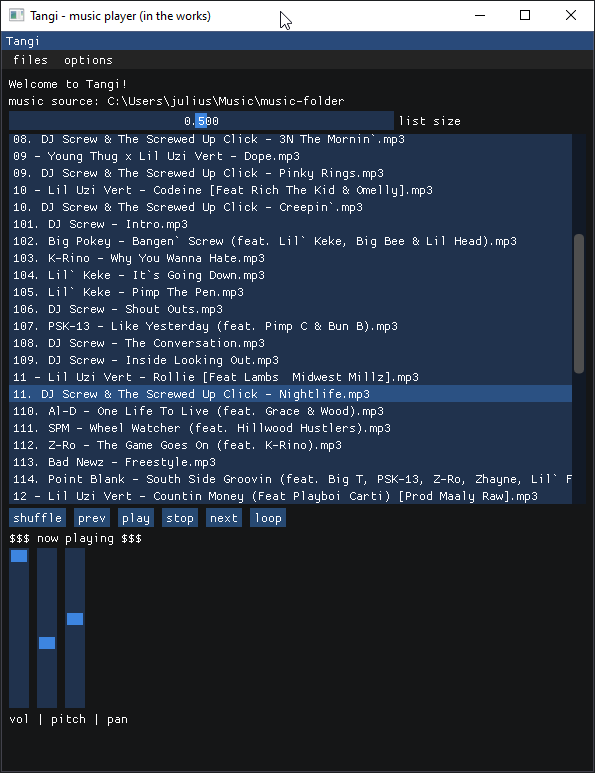 Tangi - music player (in the works)
Tangi
files options
Welcome to Tangi!
music source: C:\Users\julius\Music\music-folder
0.500 list size
08. DJ Screw & The Screwed Up Click - 3N The Mornin`.mp3
09 - Young Thug x Lil Uzi Vert - Dope.mp3
09. DJ Screw & The Screwed Up Click - Pinky Rings.mp3
10 - Lil Uzi Vert - Codeine [Feat Rich The Kid & Omelly].mp3
10. DJ Screw & The Screwed Up Click - Creepin`.mp3
101. DJ Screw - Intro.mp3
102. Big Pokey - Bangen` Screw (feat. Lil` Keke, Big Bee & Lil Head).mp3
103. K-Rino - Why You Wanna Hate.mp3
104. Lil` Keke - It`s Going Down.mp3
105. Lil` Keke - Pimp The Pen.mp3
106. DJ Screw - Shout Outs.mp3
107. PSK-13 - Like Yesterday (feat. Pimp C & Bun B).mp3
108. DJ Screw - The Conversation.mp3
109. DJ Screw - Inside Looking Out.mp3
11 - Lil Uzi Vert - Rollie [Feat Lambs  Midwest Millz].mp3
11. DJ Screw & The Screwed Up Click - Nightlife.mp3
110. Al-D - One Life To Live (feat. Grace & Wood).mp3
111. SPM - Wheel Watcher (feat. Hillwood Hustlers).mp3
112. Z-Ro - The Game Goes On (feat. K-Rino).mp3
113. Bad Newz - Freestyle.mp3
114. Point Blank - South Side Groovin (feat. Big T, PSK-13, Z-Ro, Zhayne, Lil` F
12 - Lil Uzi Vert - Countin Money (Feat Playboi Carti) [Prod Maaly Raw].mp3
shuffle prev play stop next loop
$$$ now playing $$$
vol | pitch | pan